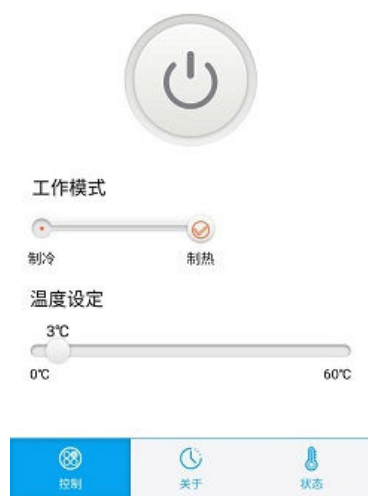 工作模式
制冷 制热
温度设定
3℃
0℃ 60℃
控制 关于 状态